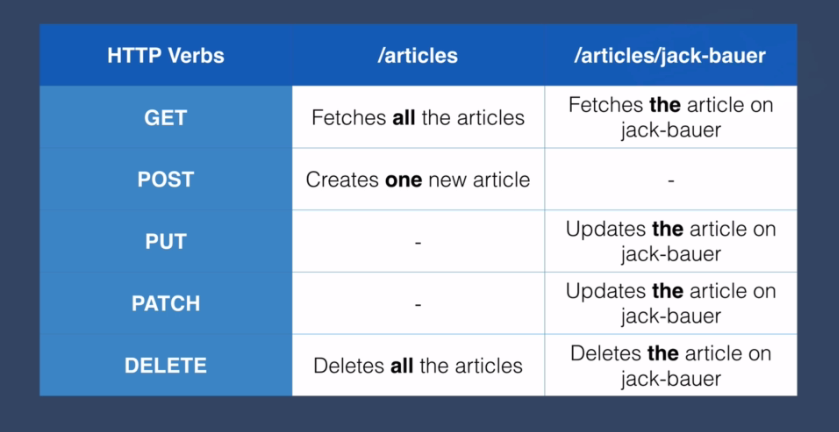 HTTP Verbs /articles /articles/jack-bauer
GET Fetches all the articles Fetches the article on
jack-bauer
POST Creates one new article -
PUT - Updates the article on
jack-bauer
PATCH - Updates the article on
jack-bauer
DELETE Deletes all the articles Deletes the article on
jack-bauer